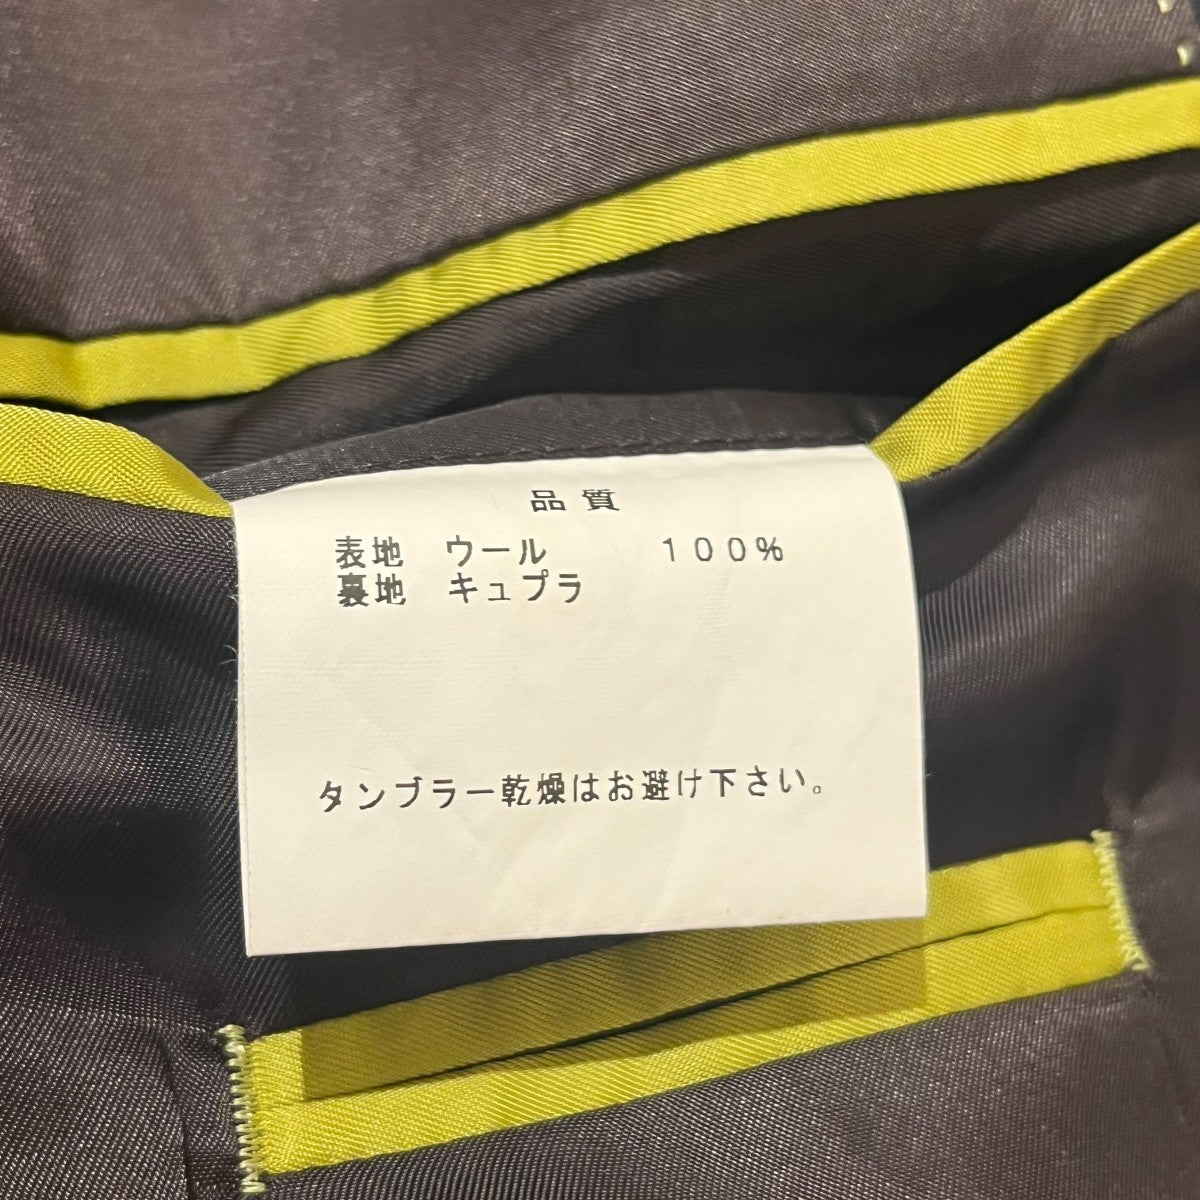 品質
表地　ウール　　　１００％
裏地　キュプラ
タンブラー乾燥はお避け下さい。